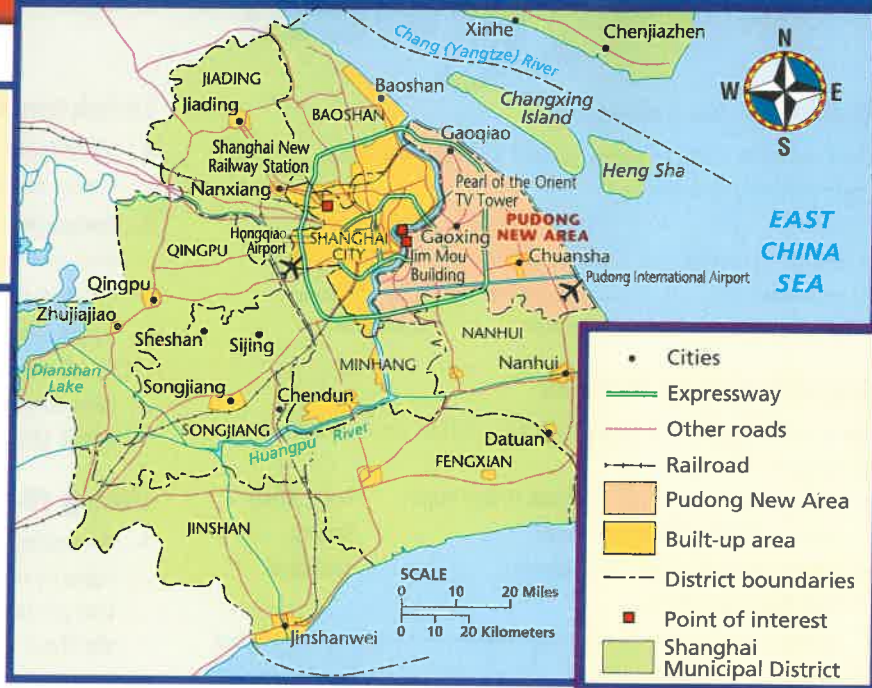 Xinhe
Chenjiazhen
Chang (Yangtze) River
N
W
E
S
JIADING
Jiading
Baoshan
BAOSHAN
Changxing
Island
Gaoqiao
Shanghai New
Railway Station
Heng Sha
Nanxiang
Pearl of the Orient
TV Tower
PUDONG
NEW AREA
EAST
CHINA
SEA
Hongqiao
Airport
SHANGHAI
CITY
Gaoxing
QINGPU
Jim Mou
Building
Chuansha
Pudong International Airport
Qingpu
Zhujiajiao
Sheshan
Sijing
NANHUI
MINHANG
Nanhui
Dianshan
Lake
Songjiang
Chendun
SONGJIANG
Huangpu River
Datuan
FENGXIAN
JINSHAN
Jinshanwei
SCALE
0 10 20 Miles
0 10 20 Kilometers
Cities
Expressway
Other roads
Railroad
Pudong New Area
Built-up area
District boundaries
Point of interest
Shanghai
Municipal District